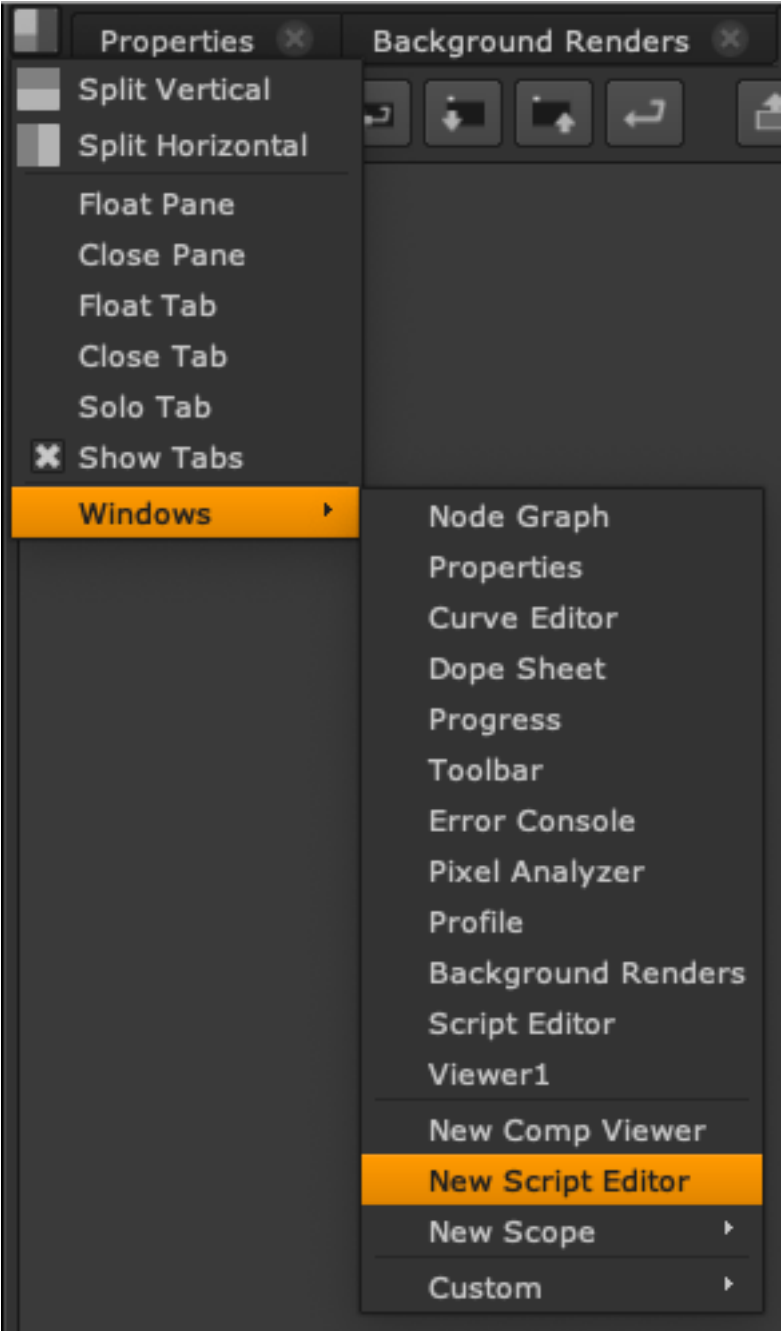 Properties
Background Renders
Split Vertical
Split Horizontal
Float Pane
Close Pane
Float Tab
Close Tab
Solo Tab
Show Tabs
Windows
Node Graph
Properties
Curve Editor
Dope Sheet
Progress
Toolbar
Error Console
Pixel Analyzer
Profile
Background Renders
Script Editor
Viewer1
New Comp Viewer
New Script Editor
New Scope
Custom